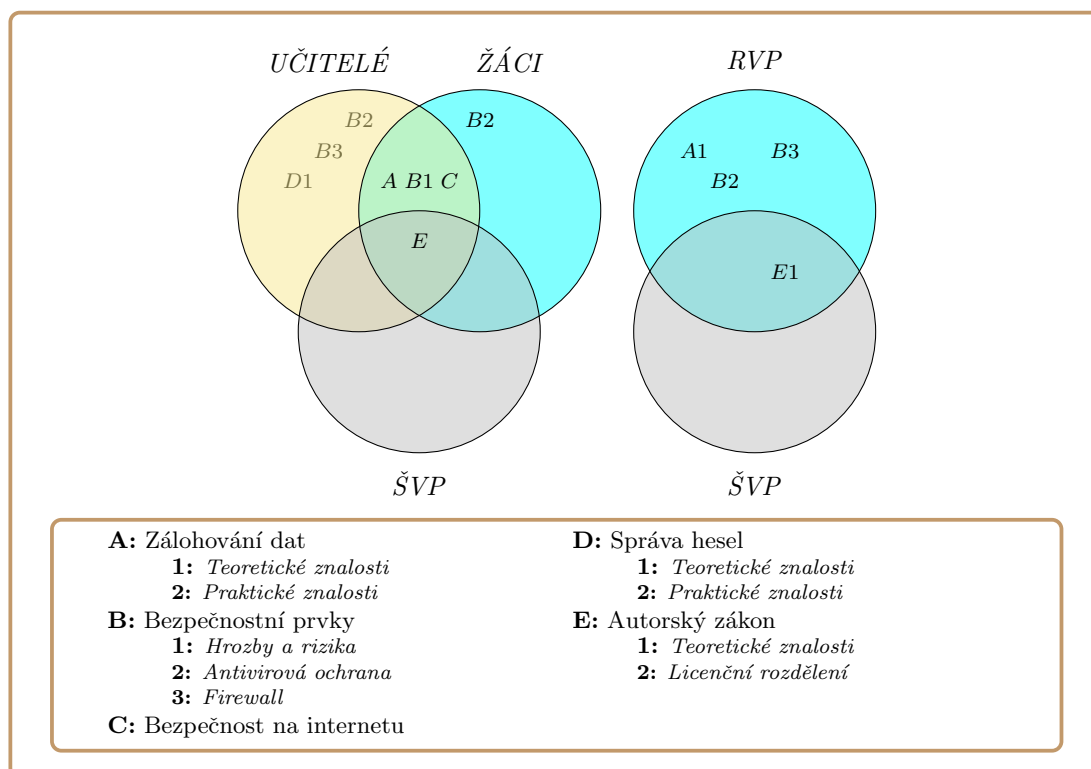 UČITELÉ ŽÁCI RVP
B2 B2
B3 A1 B3
D1 A B1 C B2
E
E1
ŠVP ŠVP
A: Zálohování dat
1: Teoretické znalosti
2: Praktické znalosti
B: Bezpečnostní prvky
1: Hrozby a rizika
2: Antivirová ochrana
3: Firewall
C: Bezpečnost na internetu
D: Správa hesel
1: Teoretické znalosti
2: Praktické znalosti
E: Autorský zákon
1: Teoretické znalosti
2: Licenční rozdělení